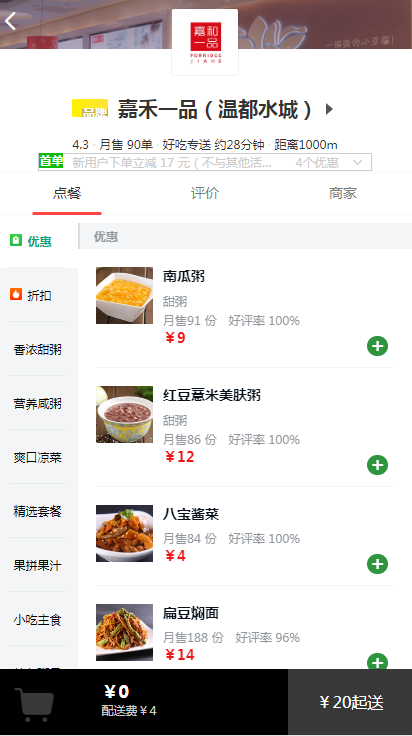 嘉和
一品
PORRIDGE
JIAHE
一碗粥的小幸福!
品牌 嘉禾一品（温都水城）
4.3 · 月售 90单 · 好吃专送 约28分钟 · 距离1000m
首单 新用户下单立减 17 元（不与其他活... 4个优惠
点餐 评价 商家
优惠
折扣
香浓甜粥
营养咸粥
爽口凉菜
精选套餐
果拼果汁
小吃主食
优惠
南瓜粥
甜粥
月售91 份 好评率 100%
￥9
红豆薏米美肤粥
甜粥
月售86 份 好评率 100%
￥12
八宝酱菜
月售84 份 好评率 100%
￥4
扁豆焖面
月售188 份 好评率 96%
￥14
￥0
配送费￥4
￥20起送